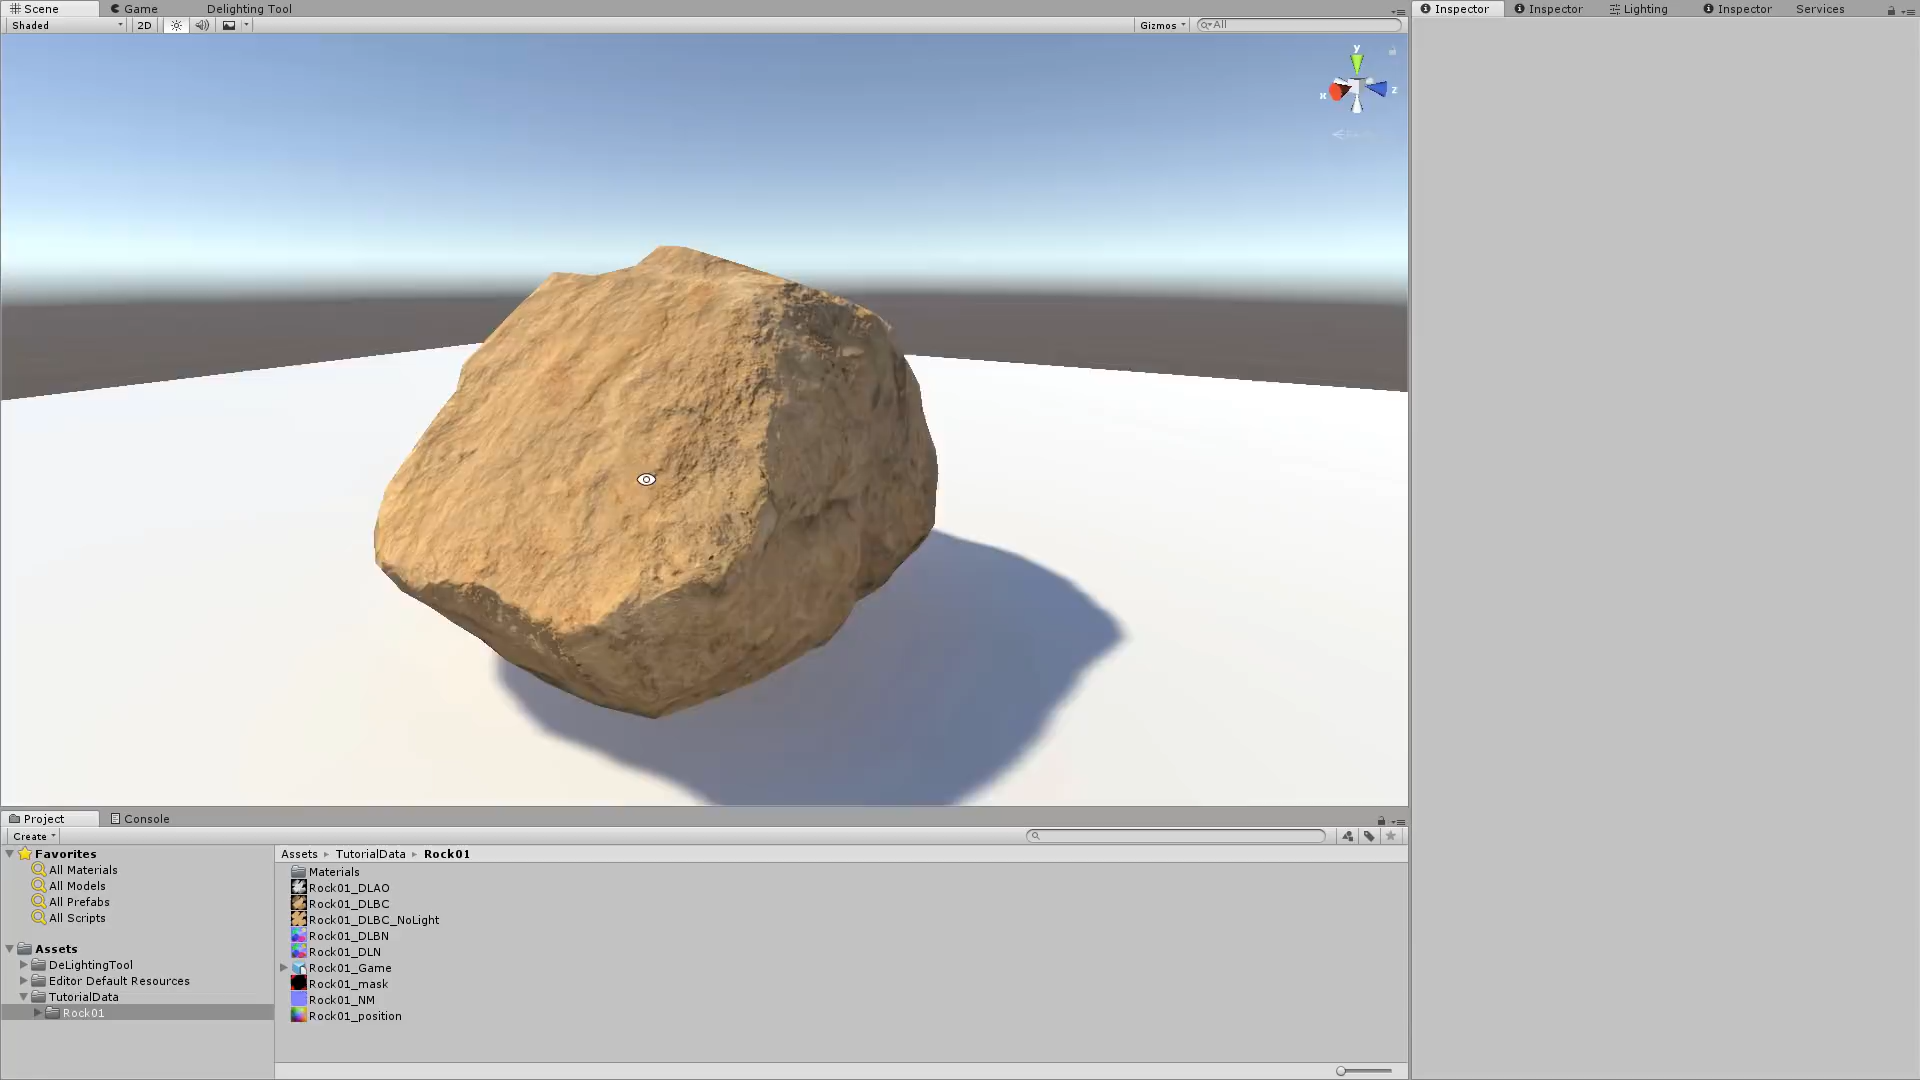 Scene Game Delighting Tool
Shaded 2D Gizmos All
y
x z
Inspector Inspector Lighting Inspector Services
Project Console
Create
Favorites
All Materials
All Models
All Prefabs
All Scripts
Assets
DeLightingTool
Editor Default Resources
TutorialData
Rock01
Assets TutorialData Rock01
Materials
Rock01_DLAO
Rock01_DLBC
Rock01_DLBC_NoLight
Rock01_DLBN
Rock01_DLN
Rock01_Game
Rock01_mask
Rock01_NM
Rock01_position